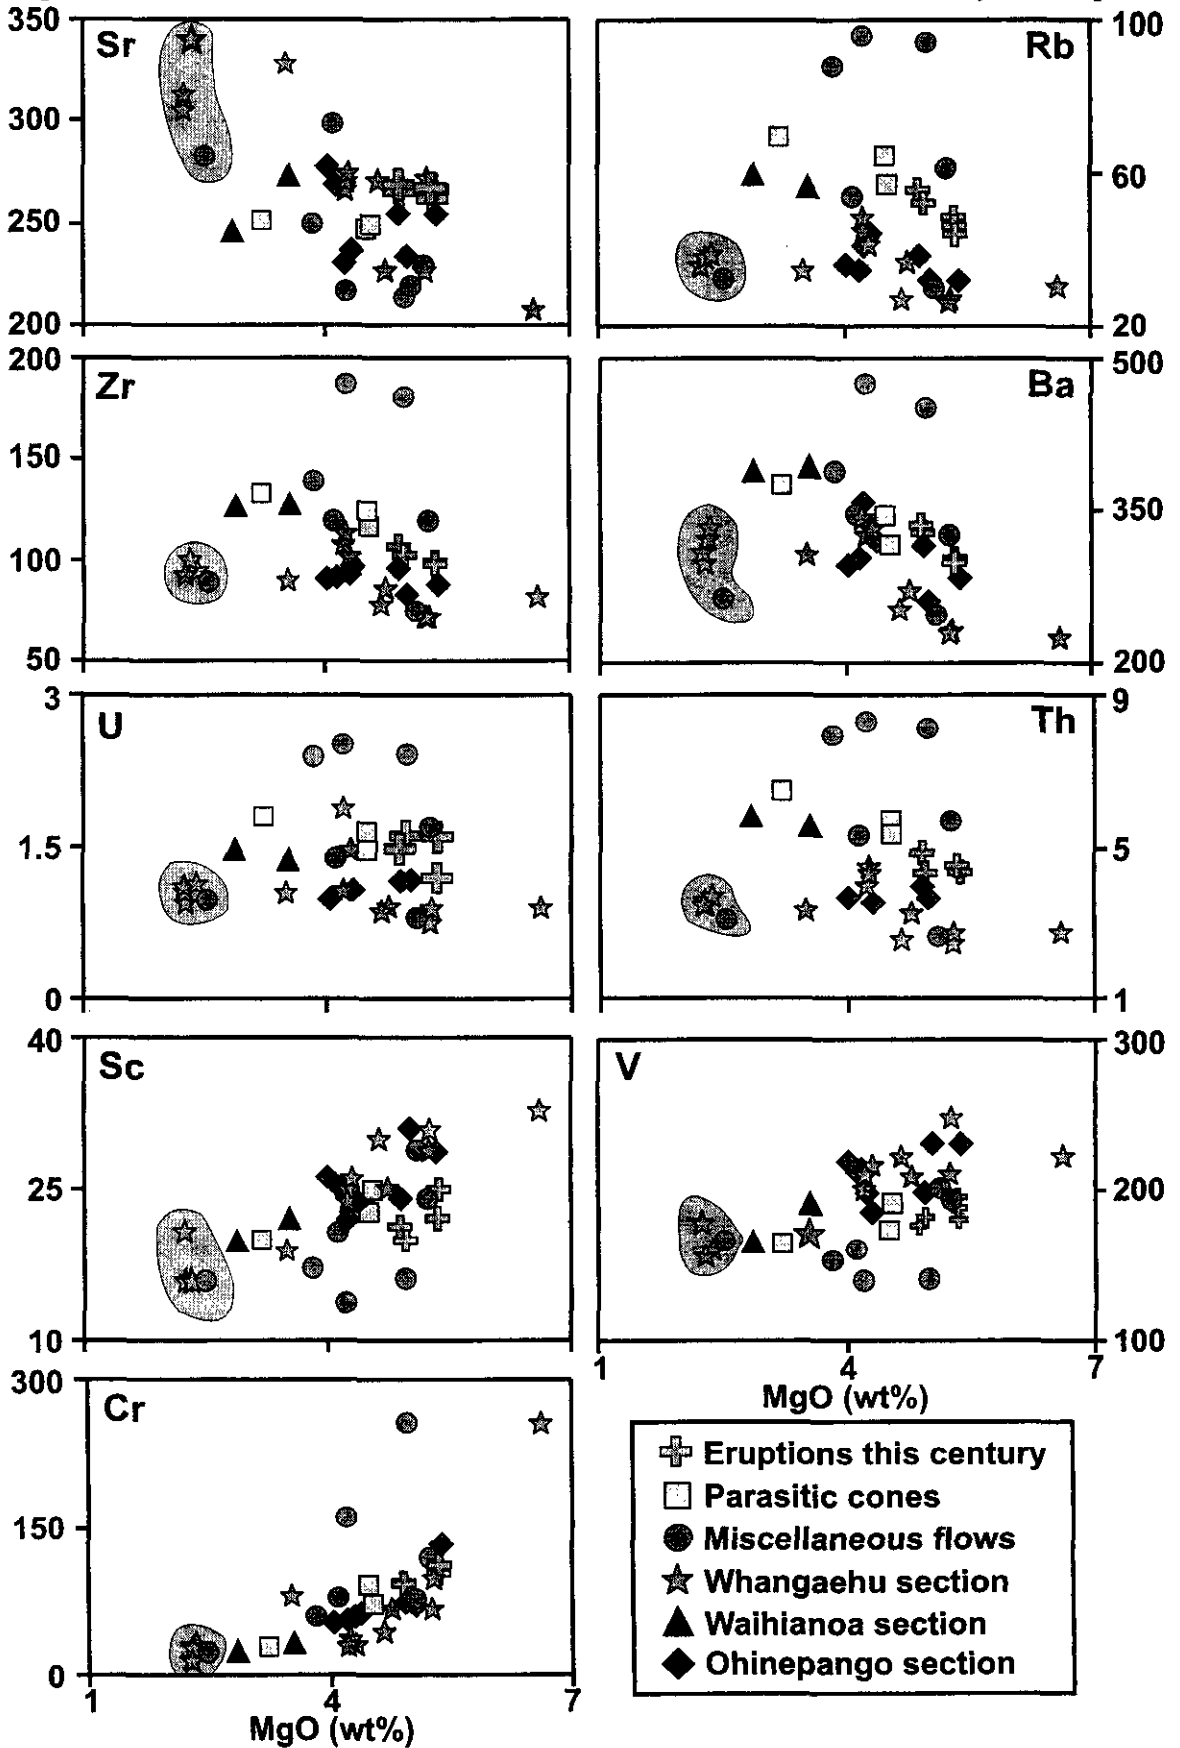 350
Sr
300
250
200
Rb
100
60
20
200
Zr
150
100
50
Ba
500
350
200
3
U
1.5
0
Th
9
5
1
40
Sc
25
10
V
300
200
100
1 4 7
MgO (wt%)
300
Cr
150
0
1 4 7
MgO (wt%)
Eruptions this century
Parasitic cones
Miscellaneous flows
Whangaehu section
Waihianoa section
Ohinepango section